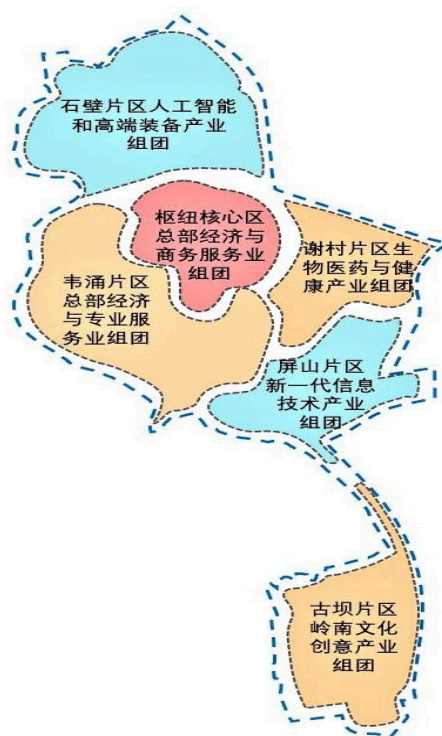 石壁片区人工智能
和高端装备产业
组团
枢纽核心区
总部经济与
商务服务业
组团
谢村片区生
物医药与健
康产业组团
韦涌片区
总部经济
与专业服
务业组团
屏山片区
新一代信息
技术产业
组团
古坝片区
岭南文化
创意产业
组团